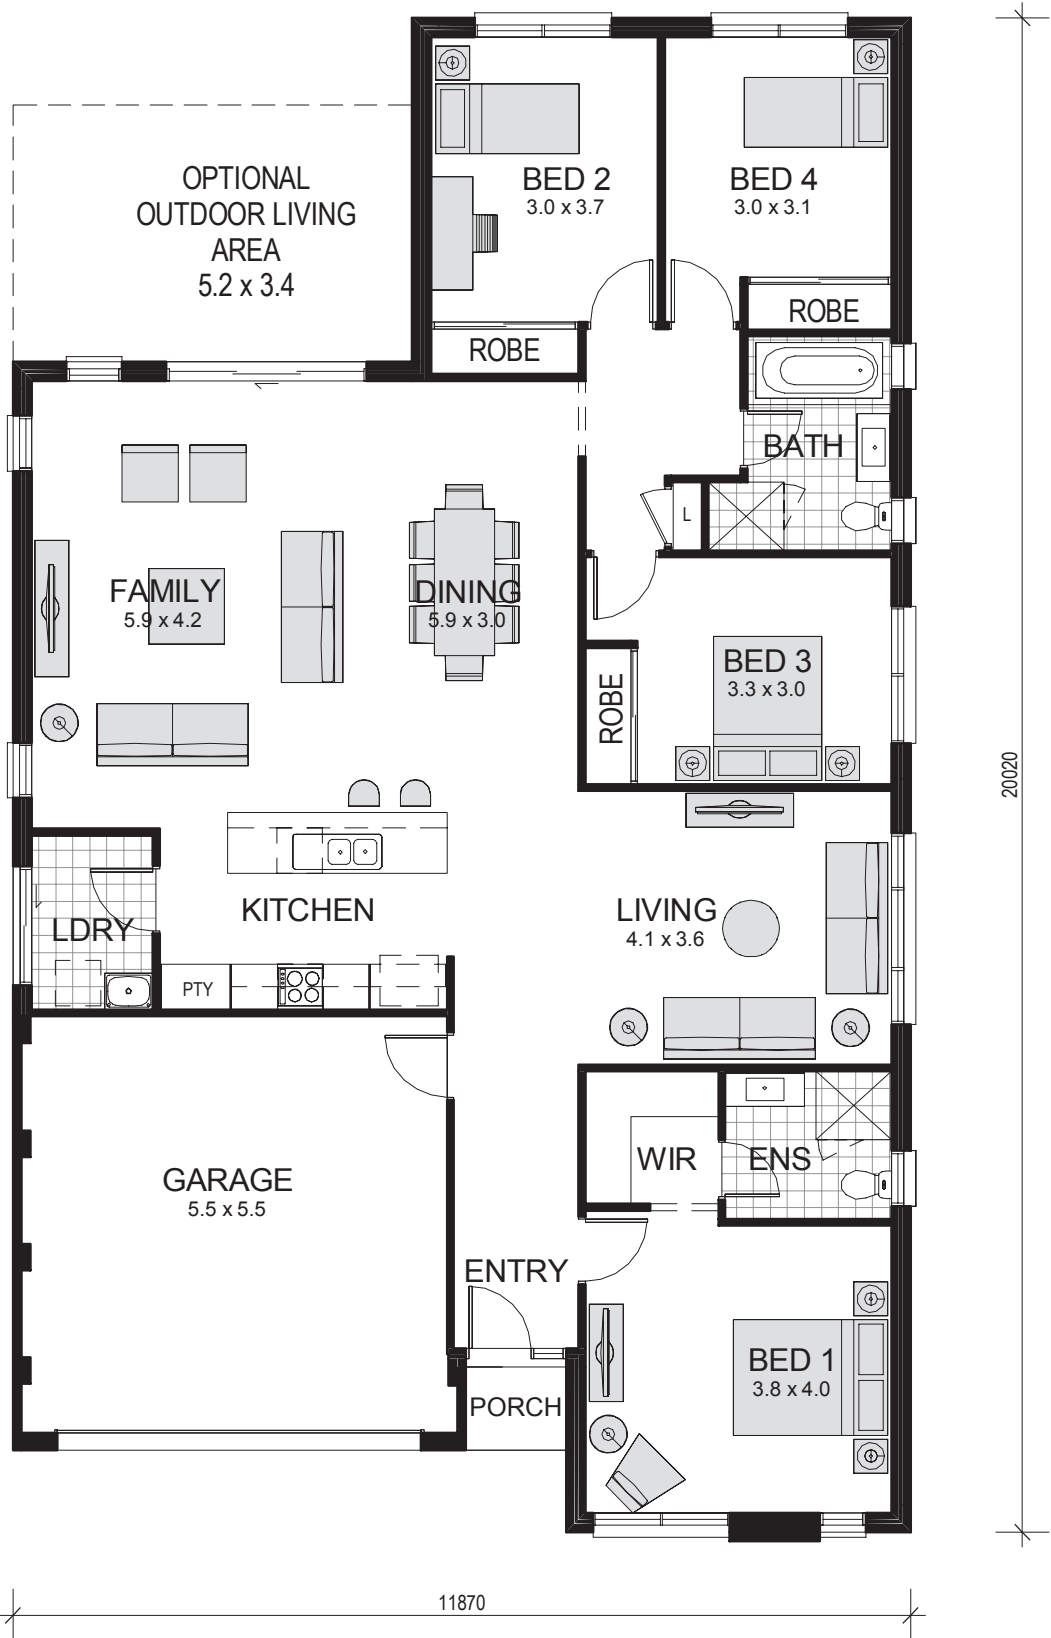 OPTIONAL
OUTDOOR LIVING
AREA
5.2 x 3.4
BED 2
3.0 x 3.7
BED 4
3.0 x 3.1
ROBE
ROBE
BATH
L
FAMILY
5.9 x 4.2
DINING
5.9 x 3.0
BED 3
3.3 x 3.0
ROBE
20020
KITCHEN
LIVING
4.1 x 3.6
LDRY
PTY
WIR
ENS
GARAGE
5.5 x 5.5
ENTRY
BED 1
3.8 x 4.0
PORCH
11870